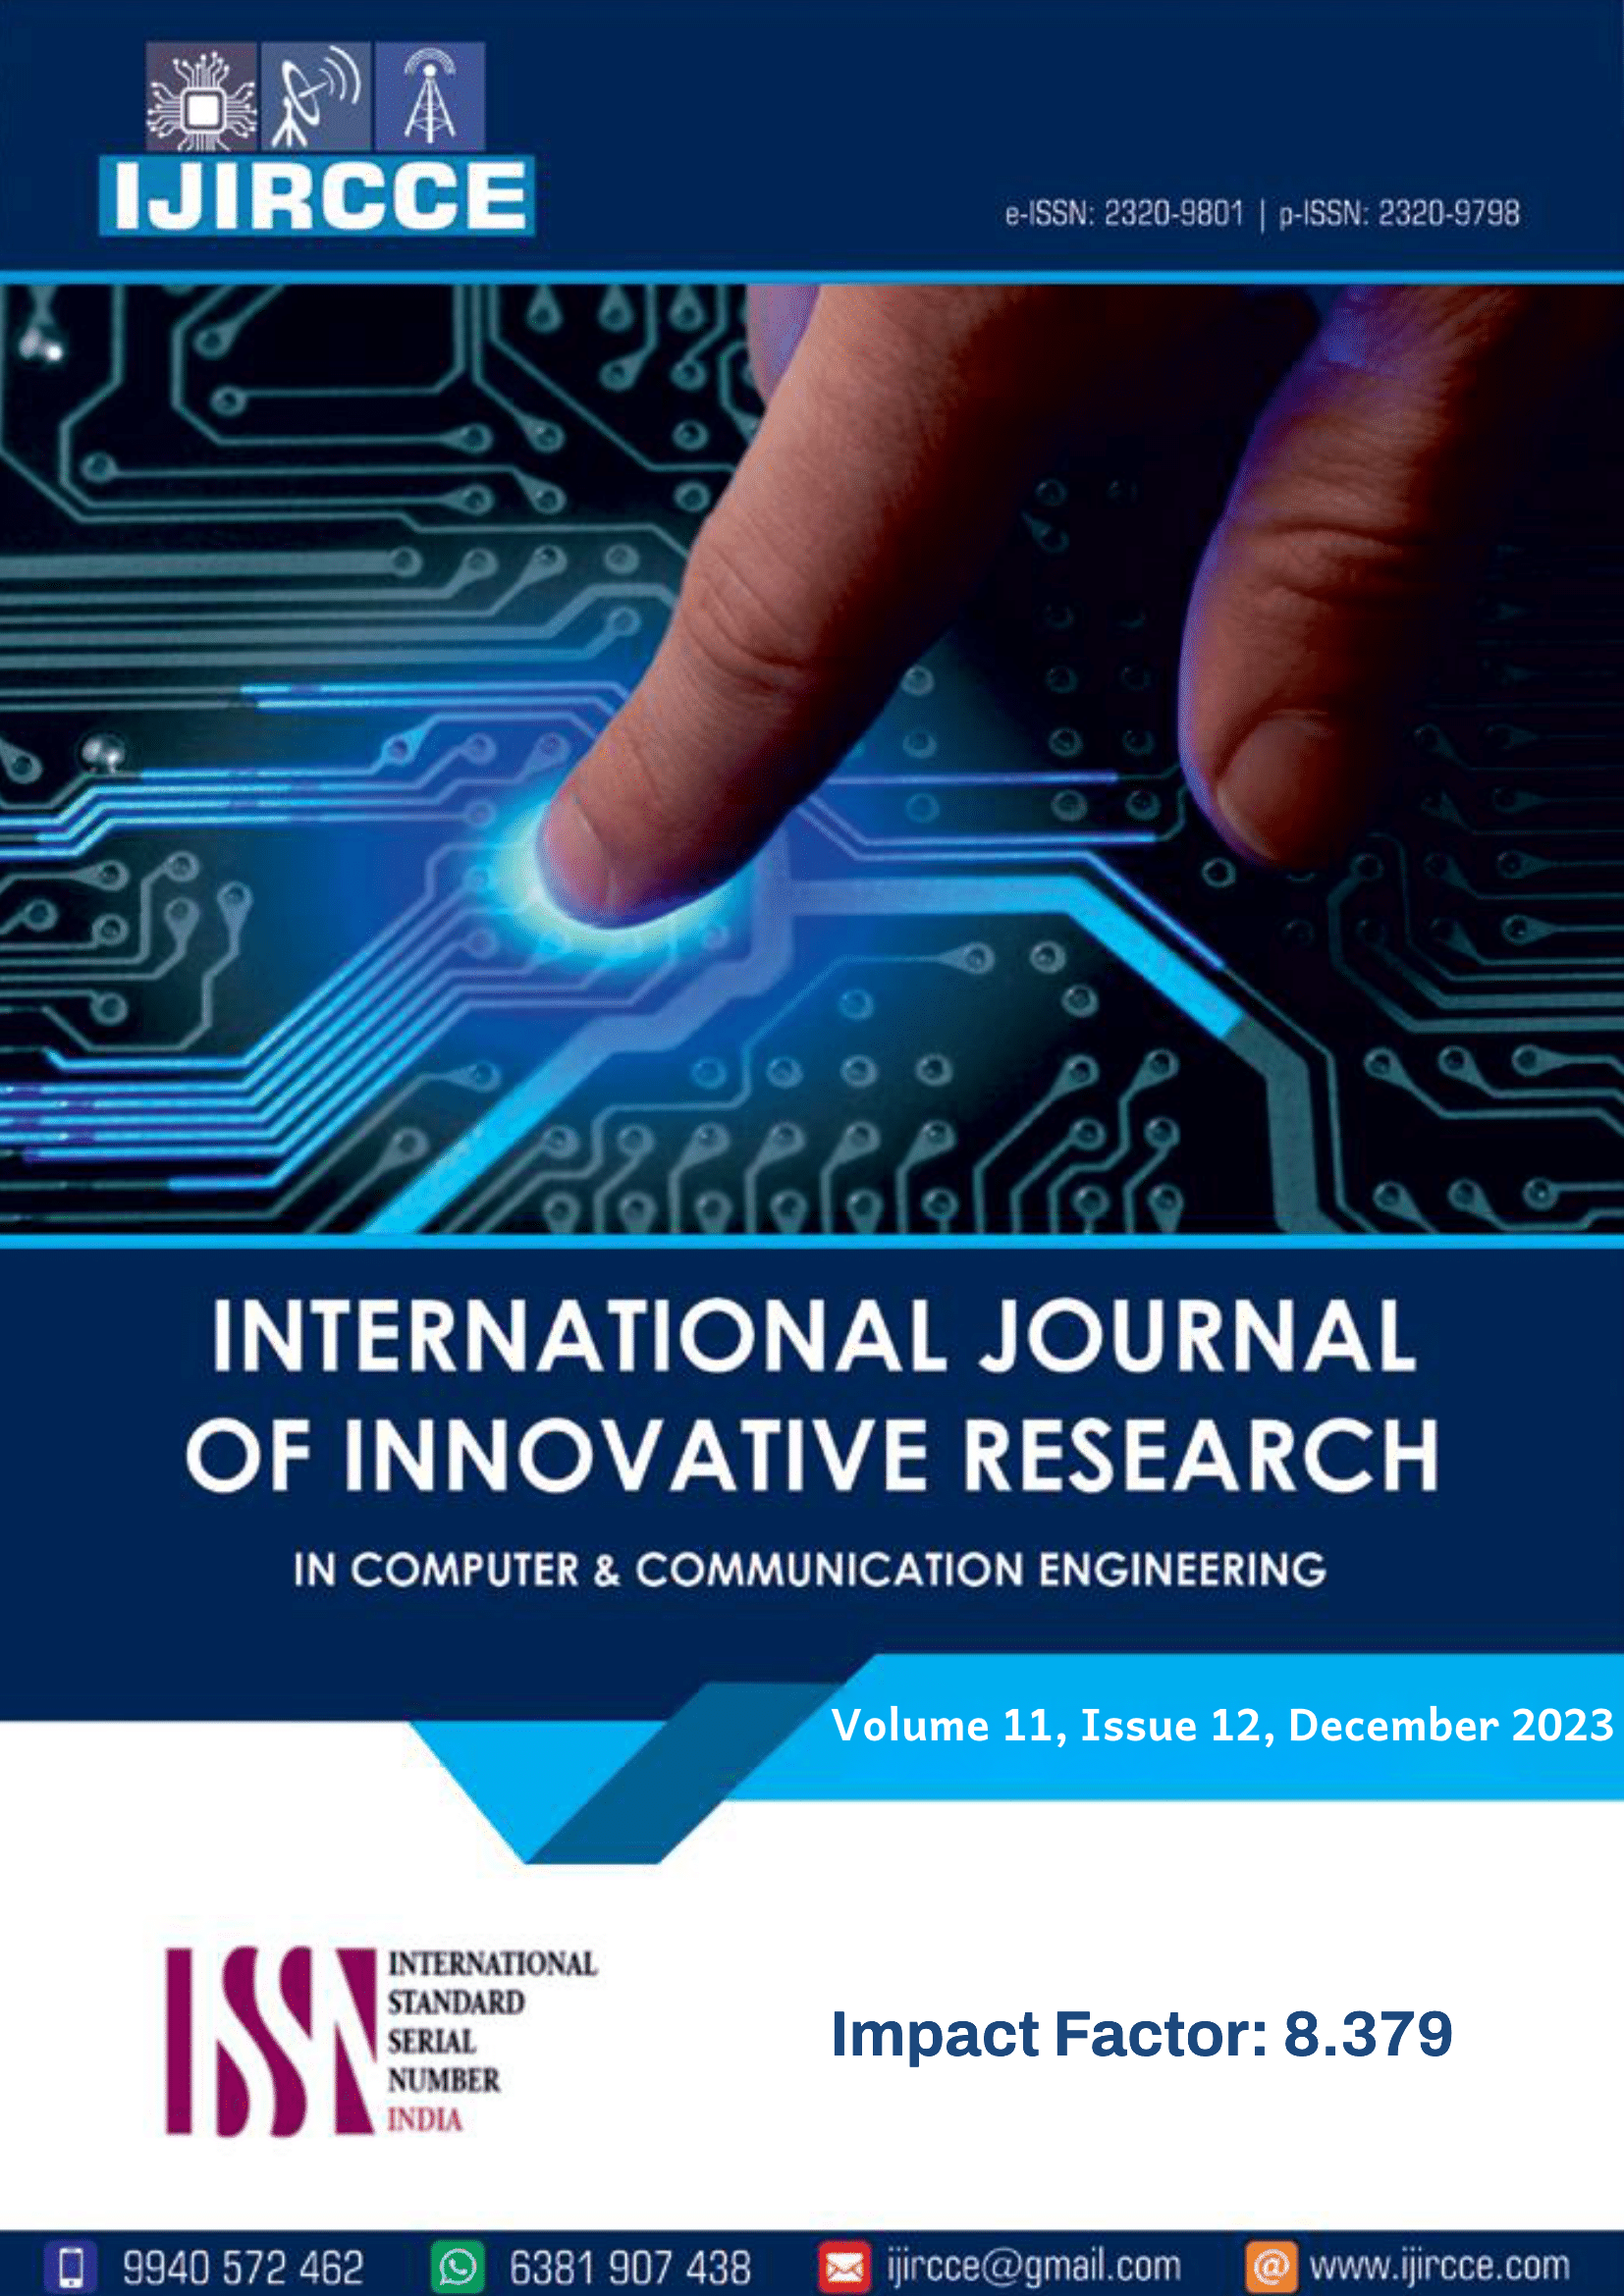 IJIRCCE
e-ISSN: 2320-9801 | p-ISSN: 2320-9798
INTERNATIONAL JOURNAL
OF INNOVATIVE RESEARCH
IN COMPUTER & COMMUNICATION ENGINEERING
Volume 11, Issue 12, December 2023
ISSN
INTERNATIONAL
STANDARD
SERIAL
NUMBER
INDIA
Impact Factor: 8.379
9940 572 462
6381 907 438
ijircce@gmail.com
@ www.ijircce.com